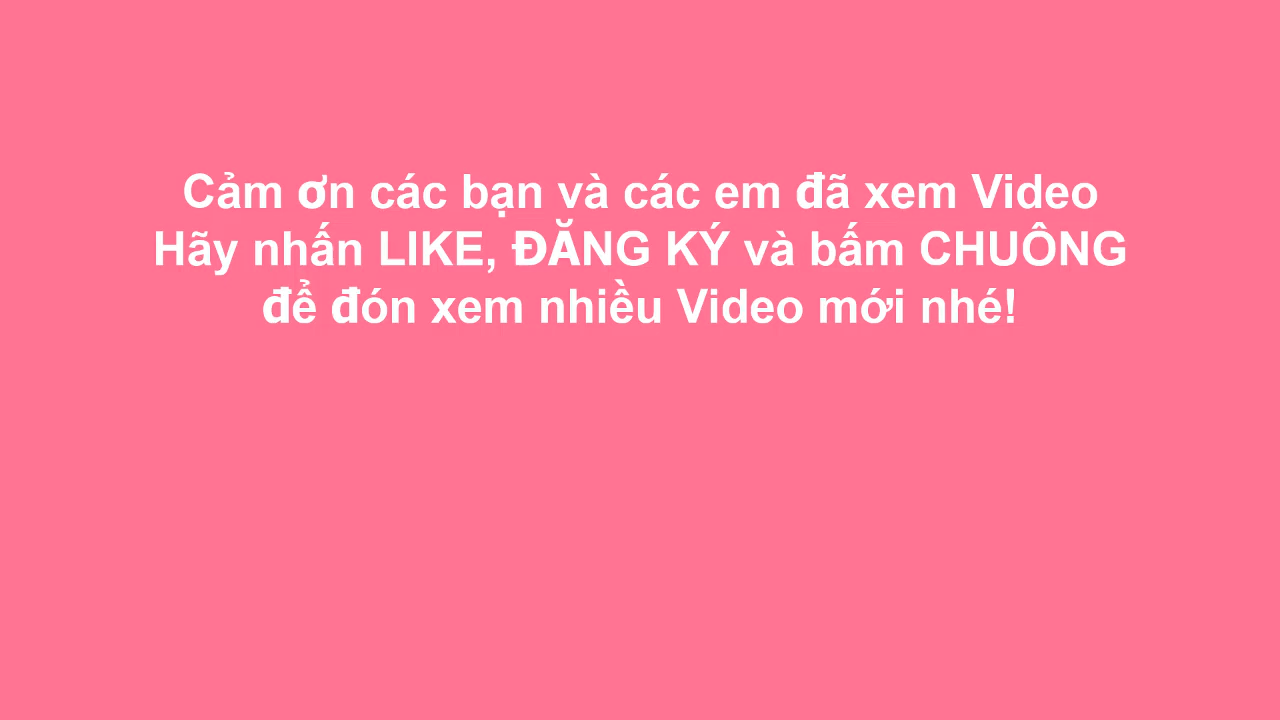 Cảm ơn các bạn và các em đã xem Video
Hãy nhấn LIKE, ĐĂNG KÝ và bấm CHUÔNG
để đón xem nhiều Video mới nhé!